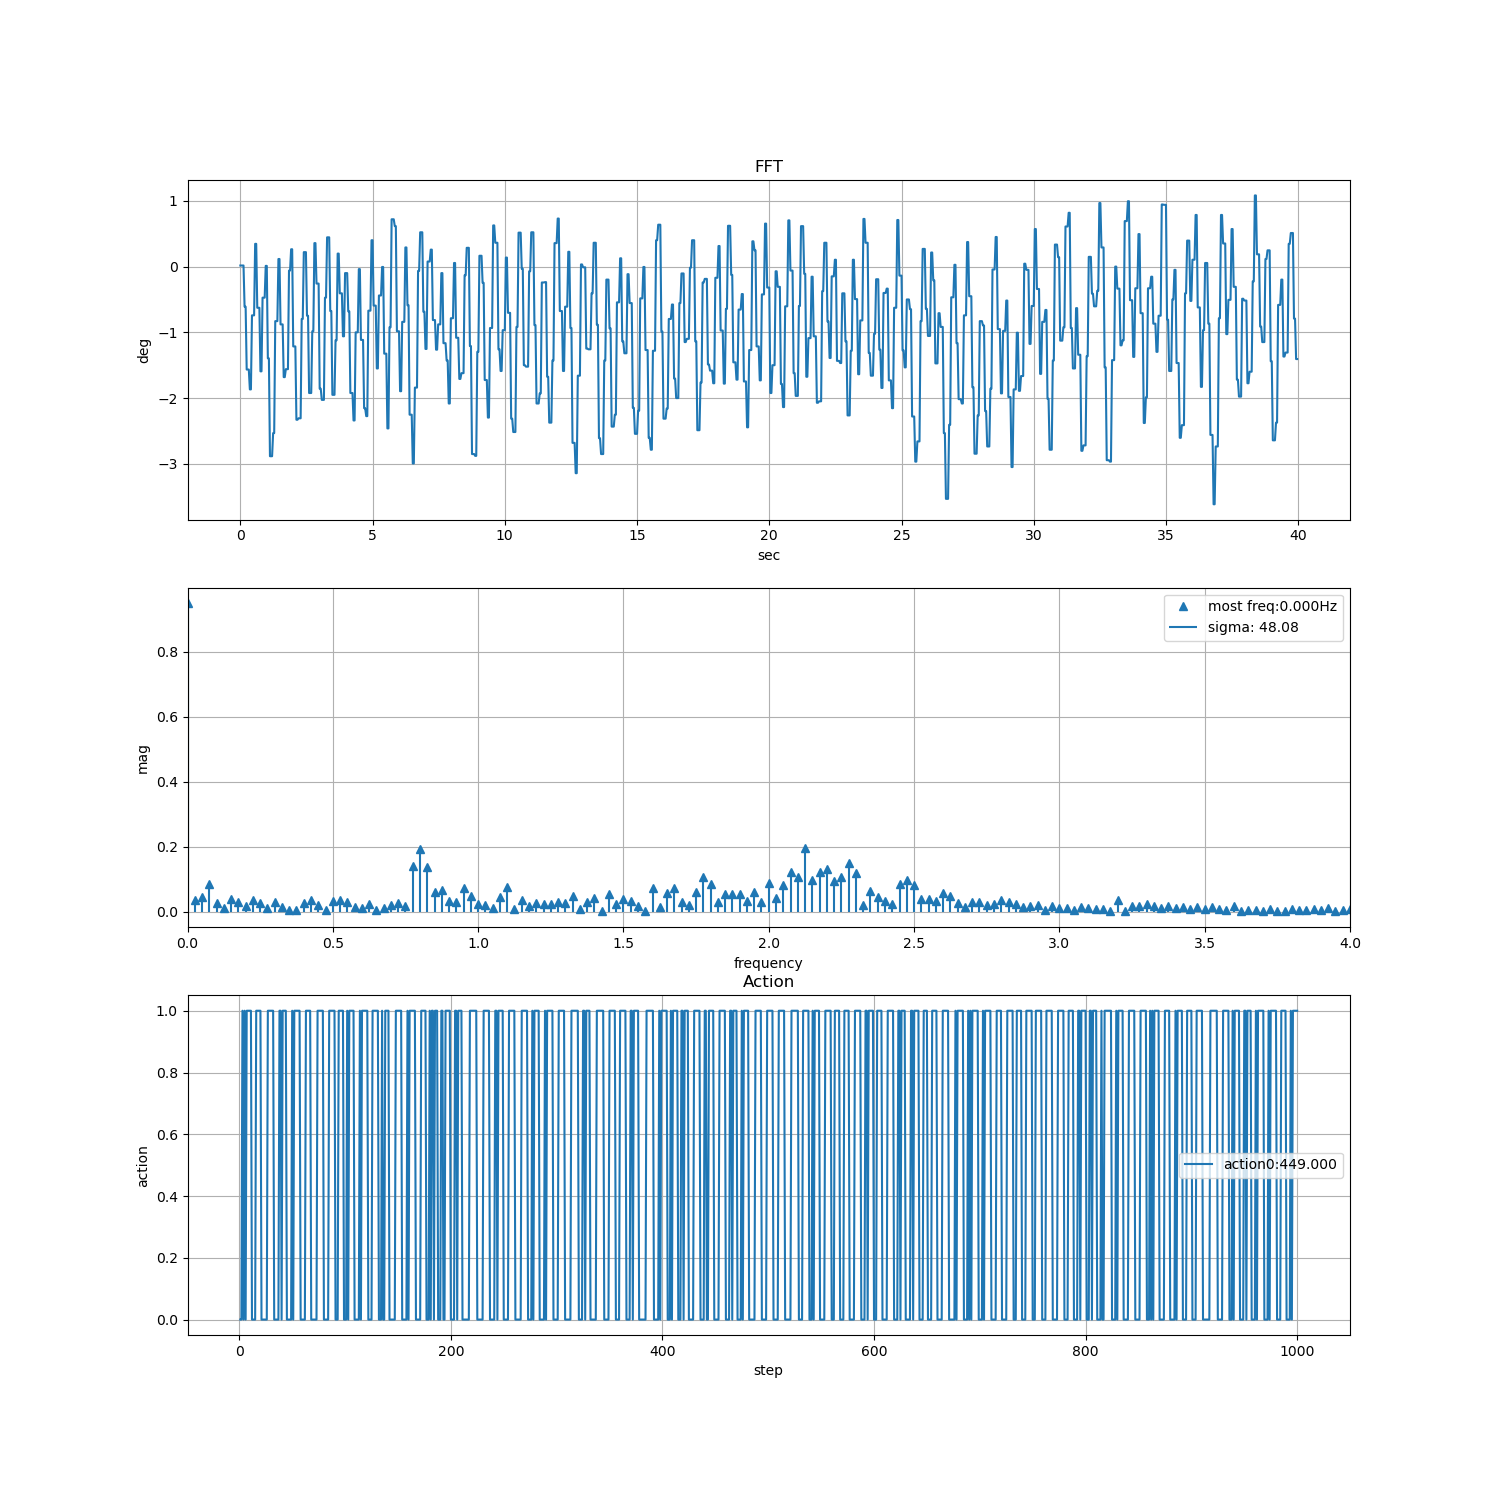 FFT
1
0
−1
−2
−3
deg
0 5 10 15 20 25 30 35 40
sec
most freq:0.000Hz
sigma: 48.08
0.8
0.6
0.4
0.2
0.0
mag
0.0 0.5 1.0 1.5 2.0 2.5 3.0 3.5 4.0
frequency
Action
1.0
0.8
0.6
0.4
0.2
0.0
action
action0:449.000
0 200 400 600 800 1000
step